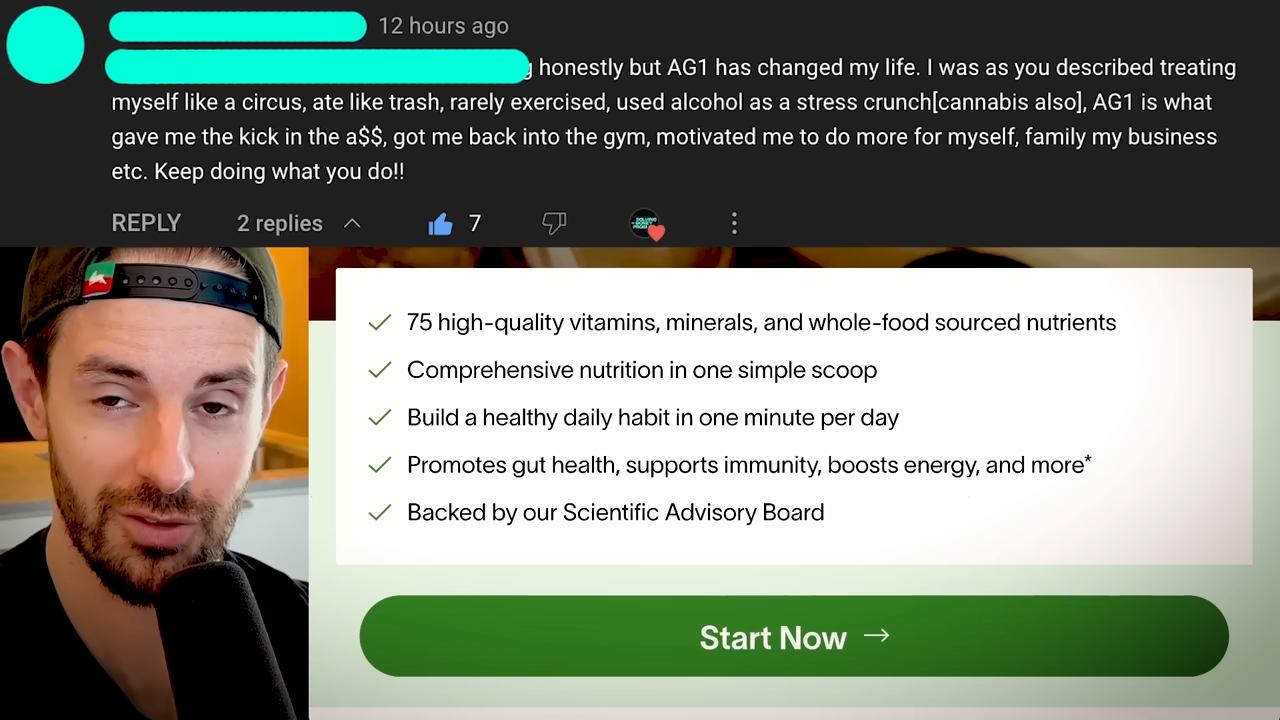 12 hours ago
honestly but AG1 has changed my life. I was as you described treating
myself like a circus, ate like trash, rarely exercised, used alcohol as a stress crunch[cannabis also], AG1 is what
gave me the kick in the a$$, got me back into the gym, motivated me to do more for myself, family my business
etc. Keep doing what you do!!
REPLY 2 replies 7
75 high-quality vitamins, minerals, and whole-food sourced nutrients
Comprehensive nutrition in one simple scoop
Build a healthy daily habit in one minute per day
Promotes gut health, supports immunity, boosts energy, and more*
Backed by our Scientific Advisory Board
Start Now →